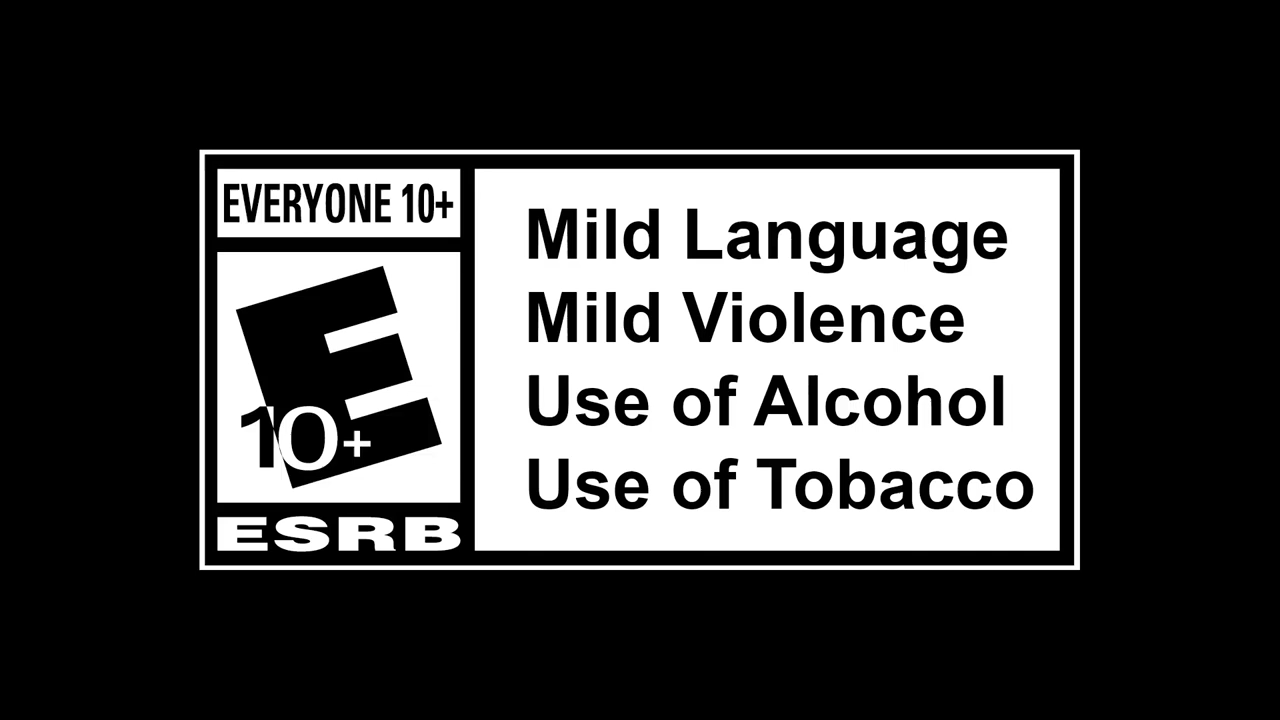 EVERYONE 10+
E
10+
ESRB
Mild Language
Mild Violence
Use of Alcohol
Use of Tobacco